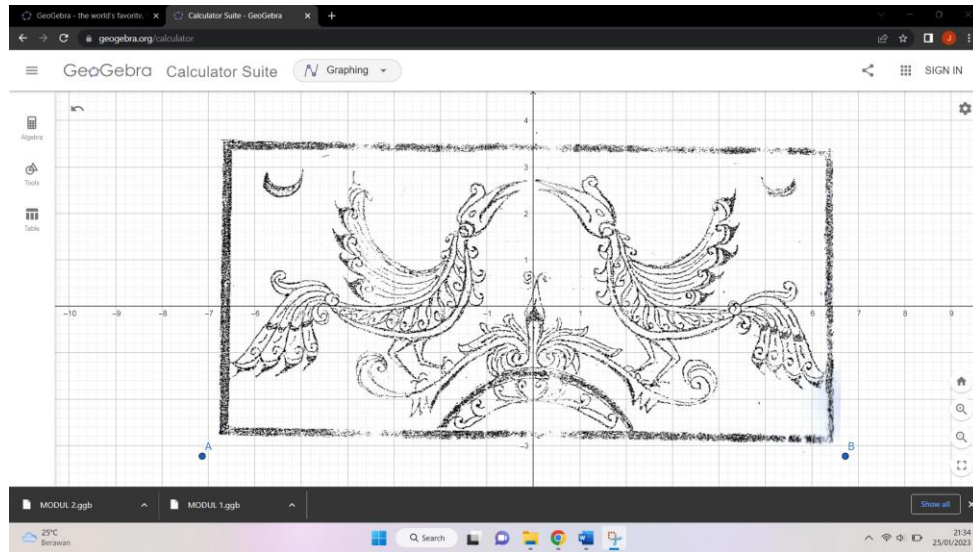 GeoGebra - the world's favorite,
Calculator Suite - GeoGebra
geogebra.org/calculator
GeoGebra Calculator Suite
Graphing
SIGN IN
Algebra
Tools
Table
4
3
2
1
-10 -9 -8 -7 -6 -1 1 6 7 8 9
-3
A
B
MODUL 2.ggb
MODUL 1.ggb
Show all
25°C
Berawan
Search
21:34
25/01/2023